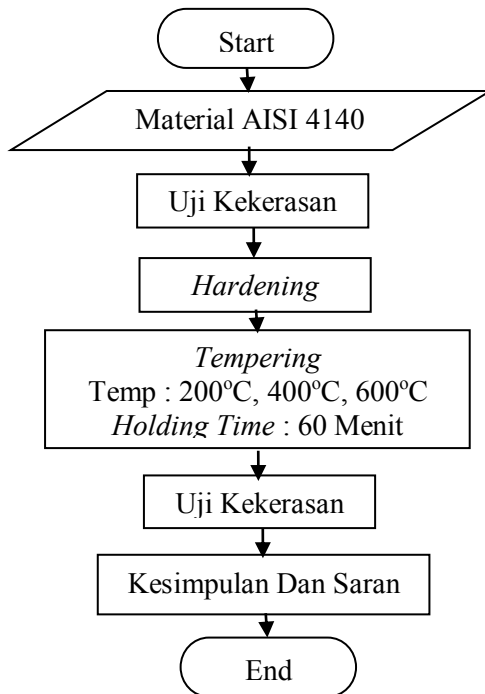 Start
Material AISI 4140
Uji Kekerasan
Hardening
Tempering
Temp : 200ºC, 400ºC, 600ºC
Holding Time : 60 Menit
Uji Kekerasan
Kesimpulan Dan Saran
End